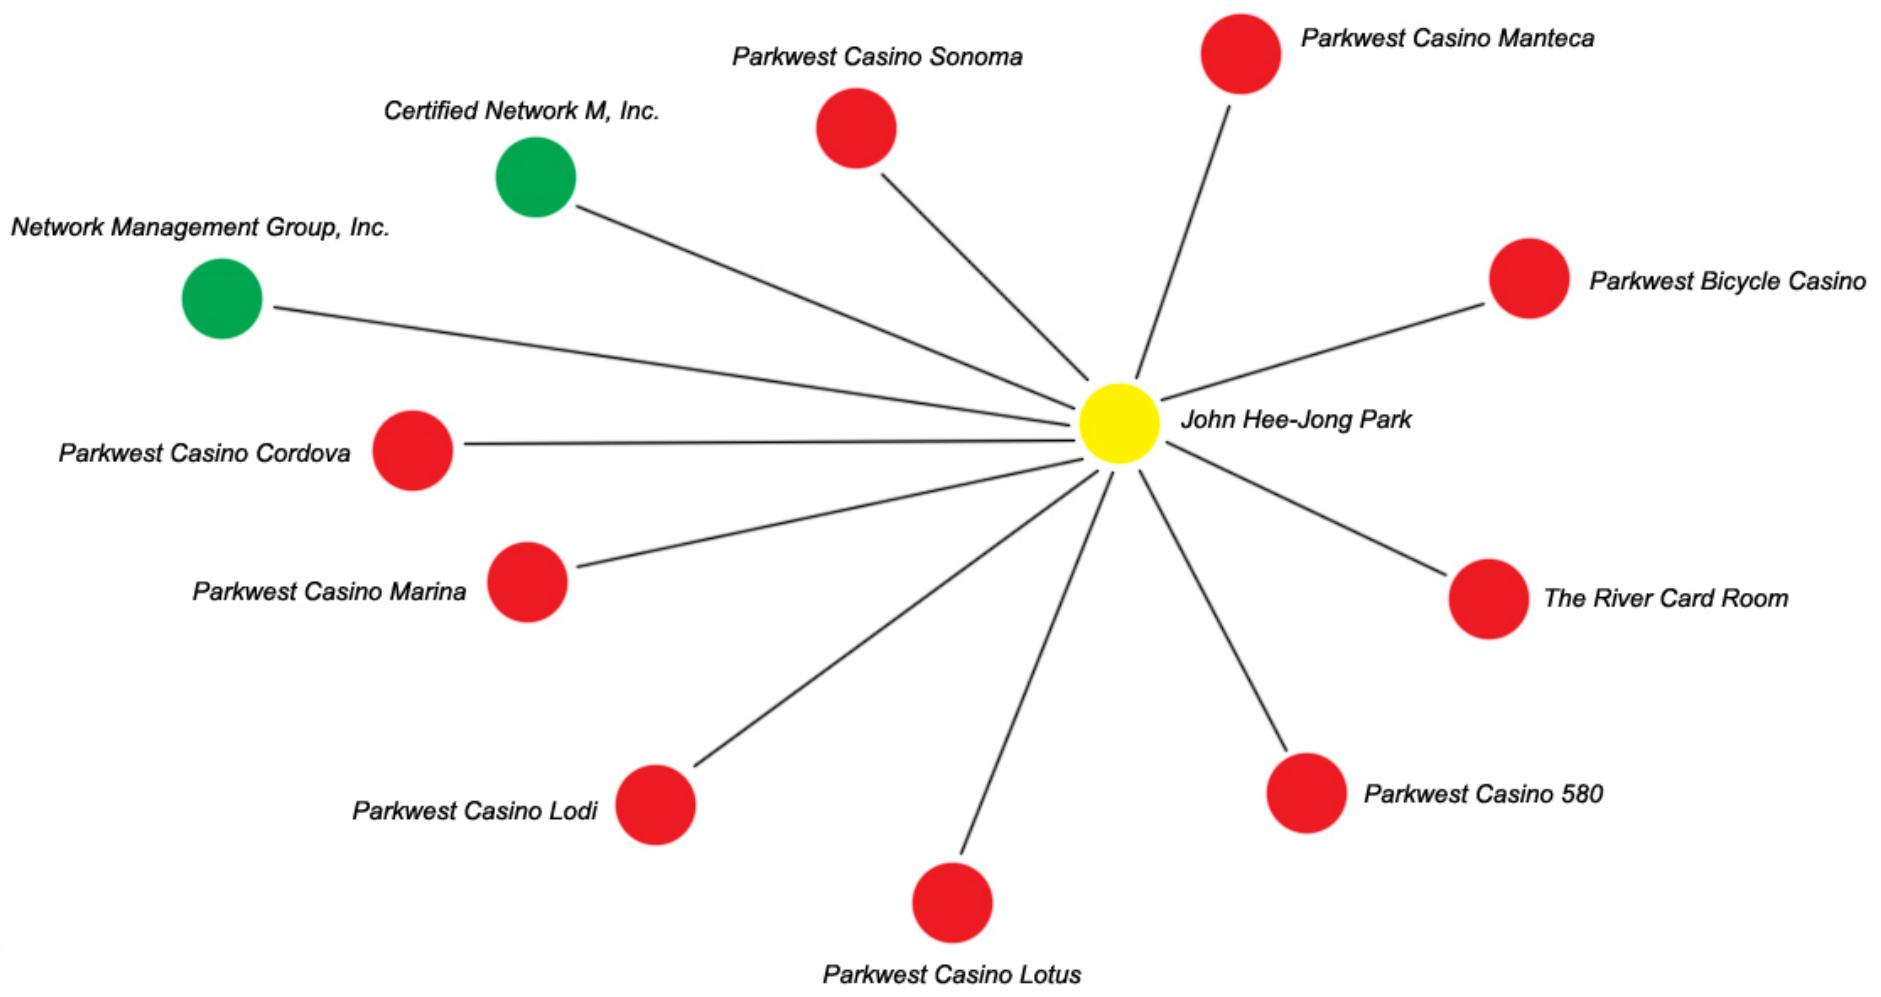 Parkwest Casino Manteca
Parkwest Casino Sonoma
Certified Network M, Inc.
Network Management Group, Inc.
Parkwest Bicycle Casino
John Hee-Jong Park
Parkwest Casino Cordova
Parkwest Casino Marina
The River Card Room
Parkwest Casino 580
Parkwest Casino Lodi
Parkwest Casino Lotus